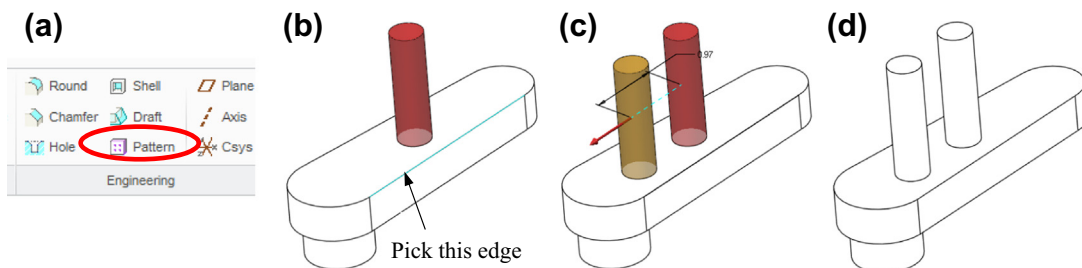 (a)
Round Shell Plane
Chamfer Draft Axis
Hole Pattern Csys
Engineering
(b)
Pick this edge
(c)
0.97
(d)